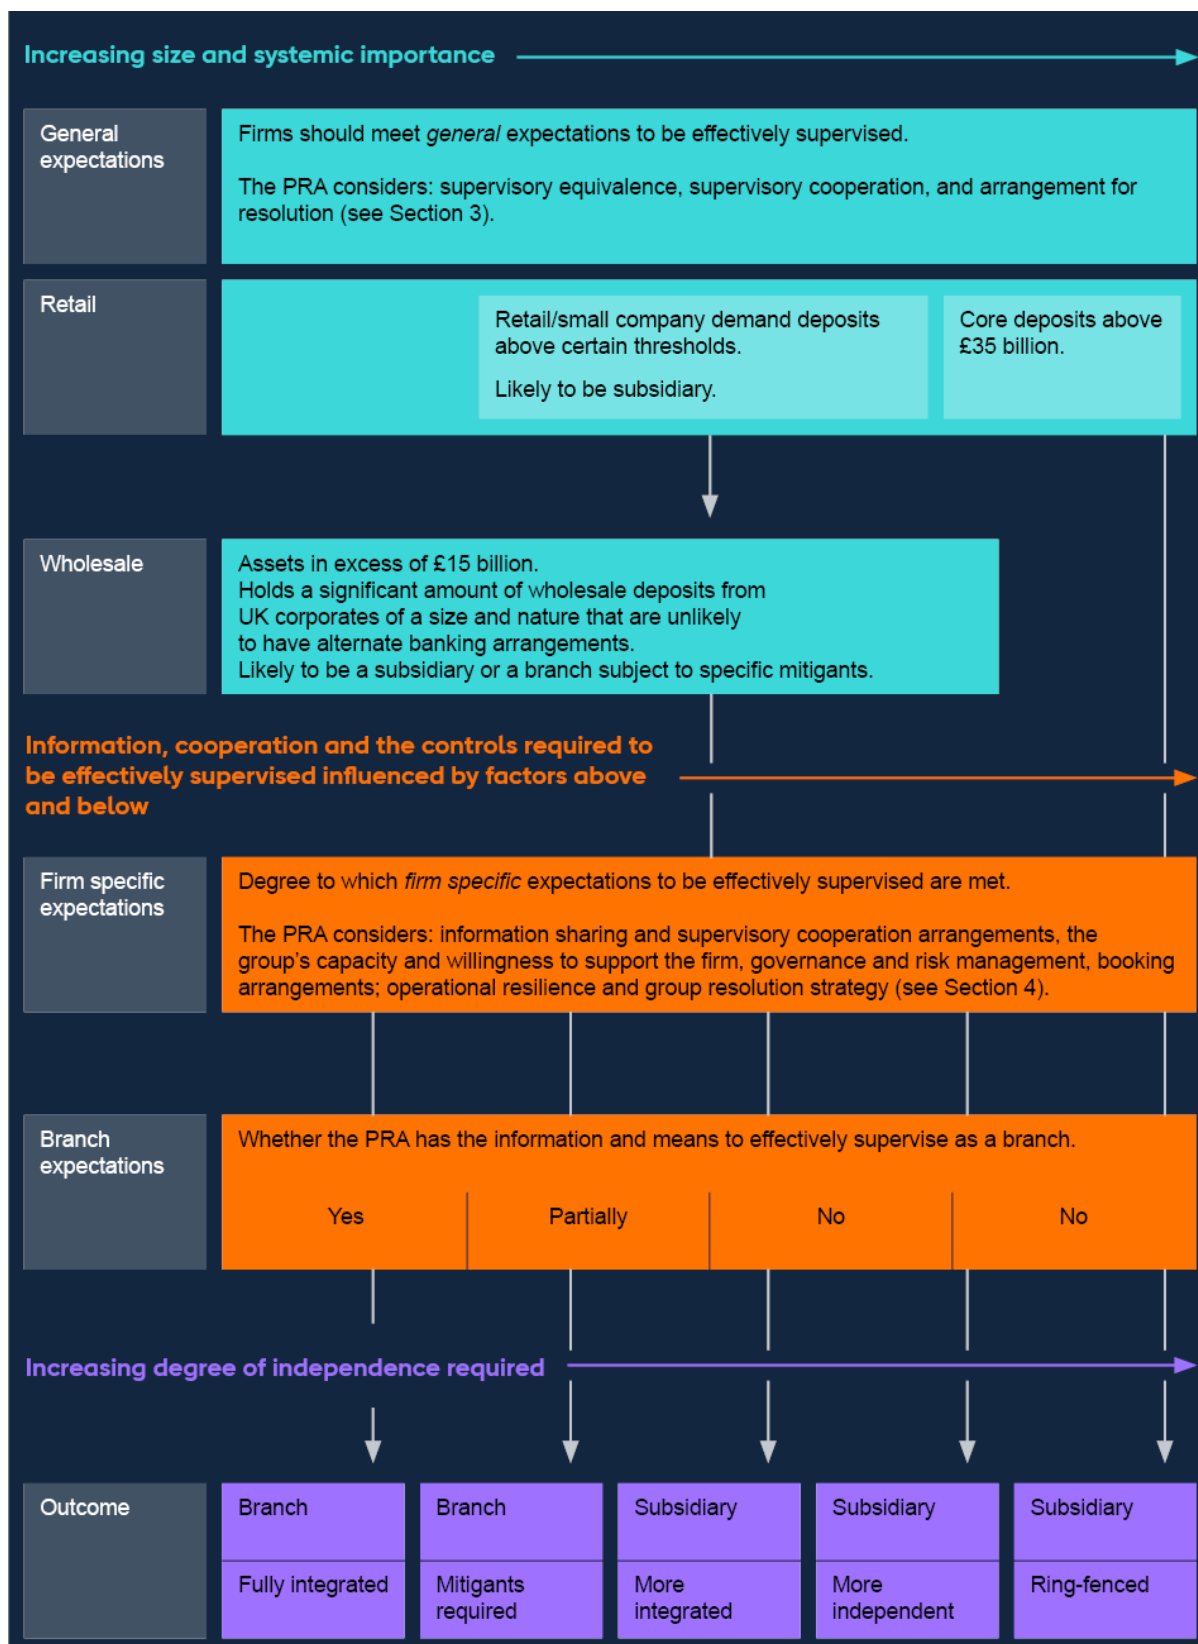 Increasing size and systemic importance
General
expectations
Firms should meet general expectations to be effectively supervised.
The PRA considers: supervisory equivalence, supervisory cooperation, and arrangement for
resolution (see Section 3).
Retail
Retail/small company demand deposits
above certain thresholds.
Likely to be subsidiary.
Core deposits above
£35 billion.
Wholesale
Assets in excess of £15 billion.
Holds a significant amount of wholesale deposits from
UK corporates of a size and nature that are unlikely
to have alternate banking arrangements.
Likely to be a subsidiary or a branch subject to specific mitigants.
Information, cooperation and the controls required to
be effectively supervised influenced by factors above
and below
Firm specific
expectations
Degree to which firm specific expectations to be effectively supervised are met.
The PRA considers: information sharing and supervisory cooperation arrangements, the
group's capacity and willingness to support the firm, governance and risk management, booking
arrangements; operational resilience and group resolution strategy (see Section 4).
Branch
expectations
Whether the PRA has the information and means to effectively supervise as a branch.
Yes
Partially
No
No
Increasing degree of independence required
Outcome
Branch
Fully integrated
Branch
Mitigants
required
Subsidiary
More
integrated
Subsidiary
More
independent
Subsidiary
Ring-fenced